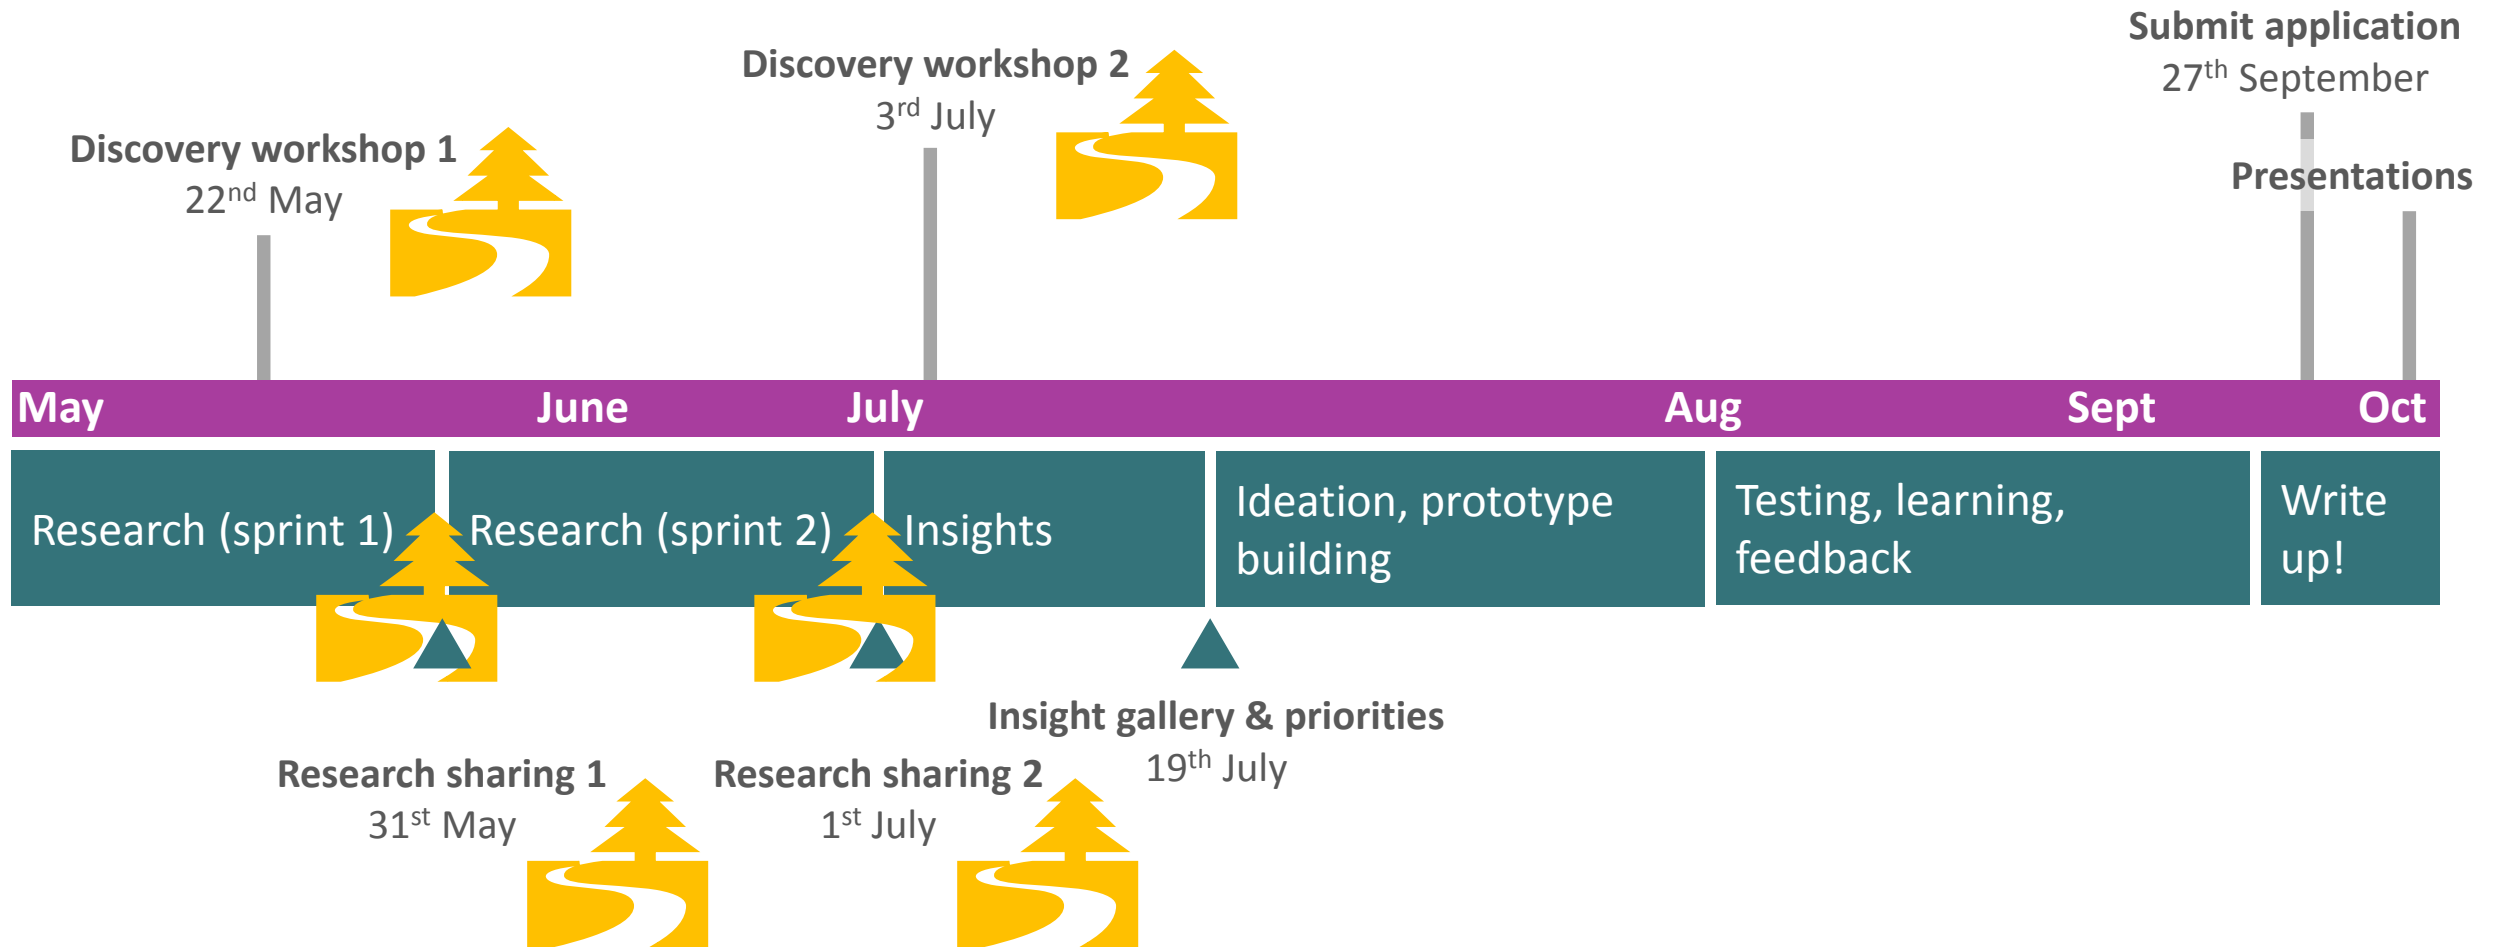 Submit application
27th September
Discovery workshop 2
3rd July
Discovery workshop 1
22nd May
Presentations
May
June
July
Aug
Sept
Oct
Research (sprint 1)
Research (sprint 2)
Insights
Ideation, prototype
building
Testing, learning,
feedback
Write
up!
Insight gallery & priorities
19th July
Research sharing 1
31st May
Research sharing 2
1st July